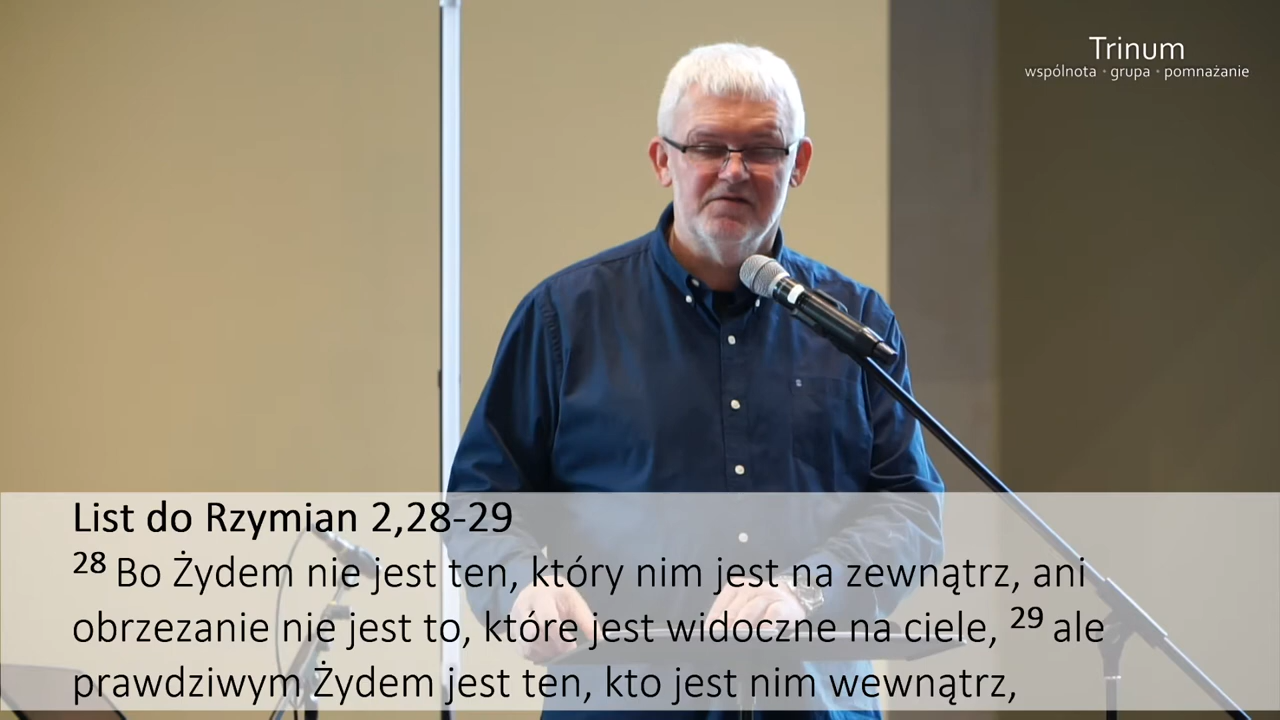 Trinum
wspólnota • grupa • pomnażanie
List do Rzymian 2,28-29
28 Bo Żydem nie jest ten, który nim jest na zewnątrz, ani
obrzezanie nie jest to, które jest widoczne na ciele, 29 ale
prawdziwym Żydem jest ten, kto jest nim wewnątrz,